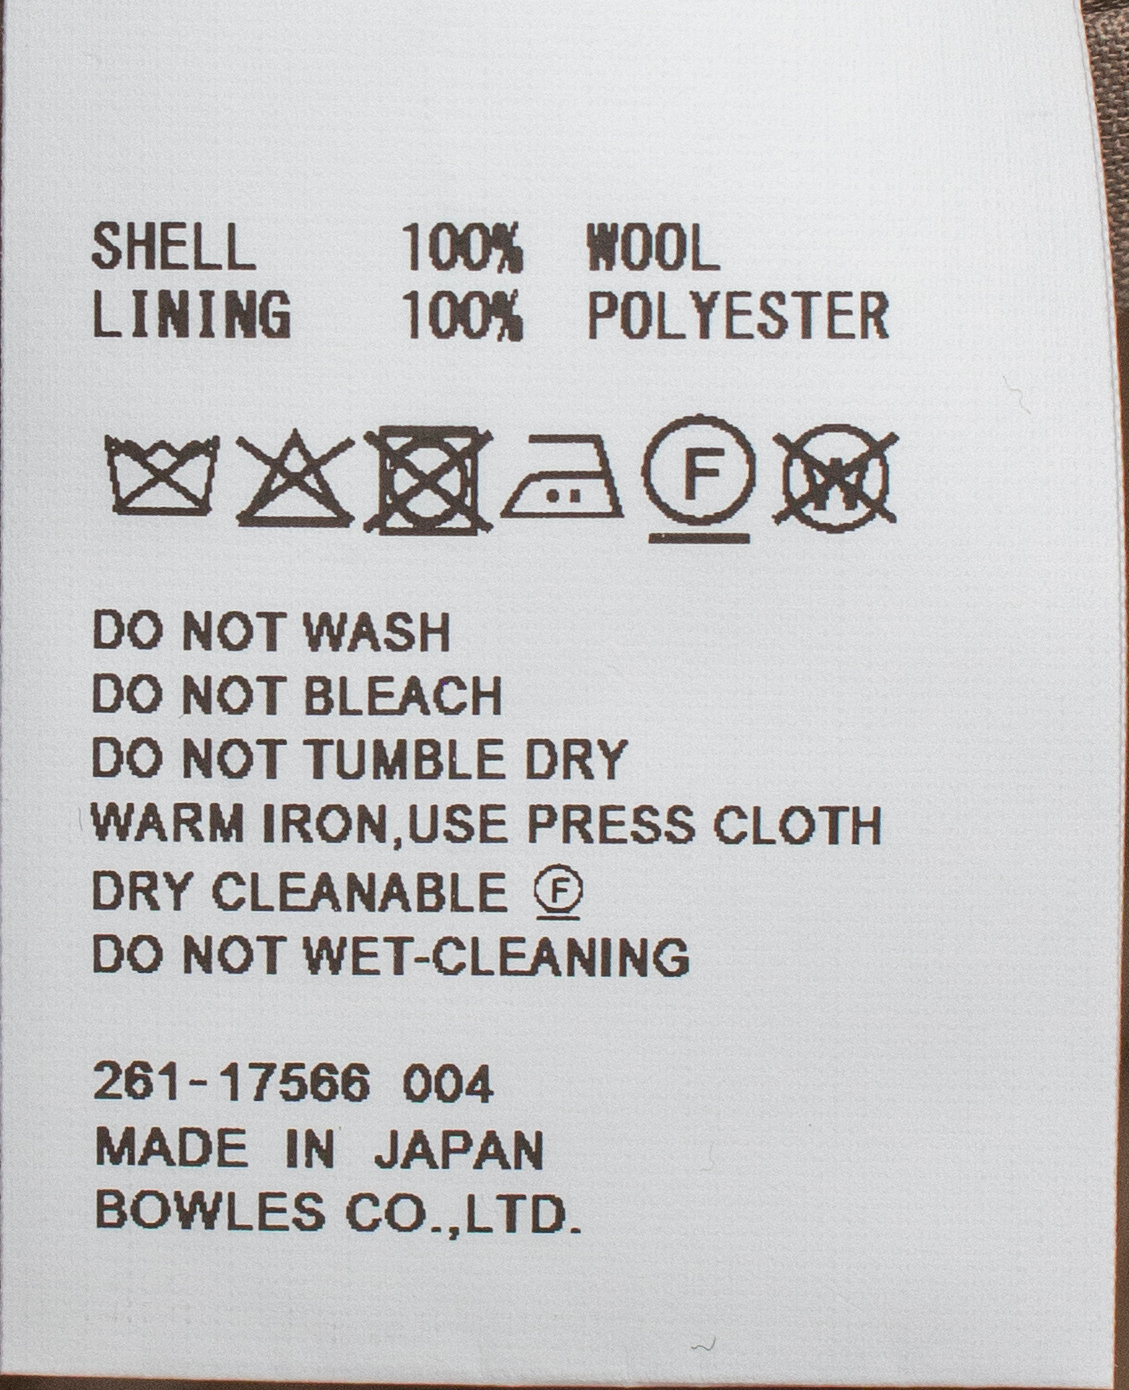 SHELL 100% WOOL
LINING 100% POLYESTER
F W
DO NOT WASH
DO NOT BLEACH
DO NOT TUMBLE DRY
WARM IRON,USE PRESS CLOTH
DRY CLEANABLE Ⓕ
DO NOT WET-CLEANING
261-17566 004
MADE IN JAPAN
BOWLES CO.,LTD.